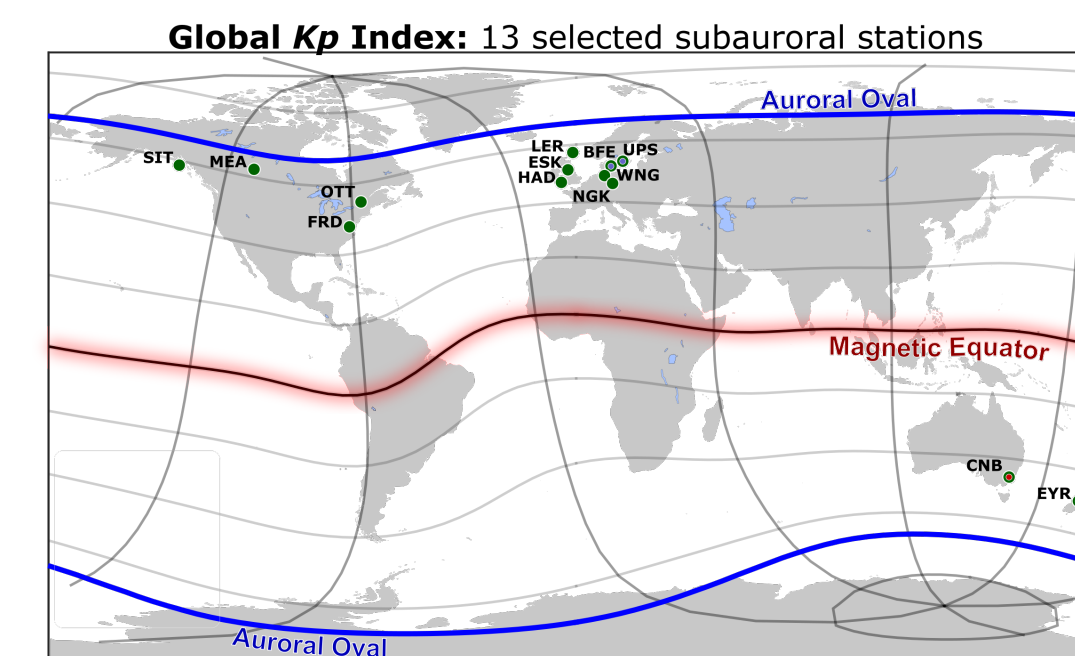 Global Kp Index: 13 selected subauroral stations
Auroral Oval
SIT
MEA
OTT
FRD
LER
BFE
UPS
ESK
HAD
WNG
NGK
Magnetic Equator
CNB
EYR
Auroral Oval